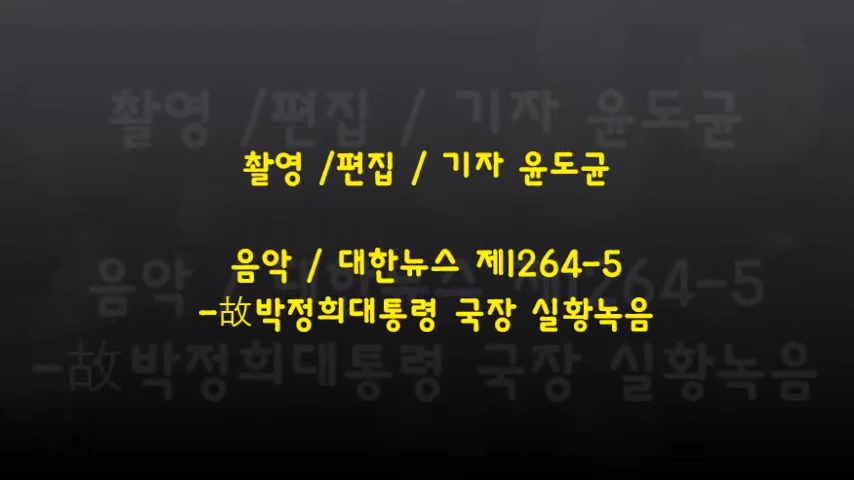 촬영 /편집 / 기자 윤도균
음악 / 대한뉴스 제1264-5
-故박정희대통령 국장 실황녹음